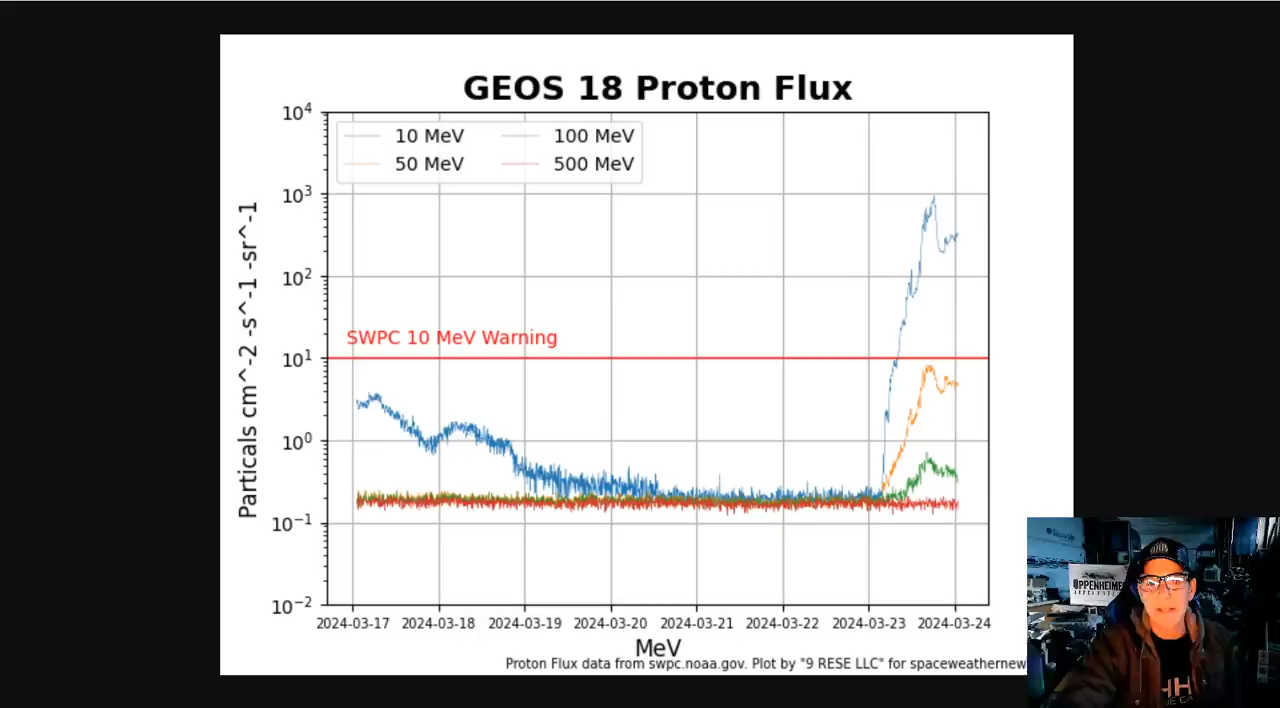 GEOS 18 Proton Flux
10^4
10 MeV 100 MeV
50 MeV 500 MeV
10^3
10^2
SWPC 10 MeV Warning
10^1
10^0
10^-1
10^-2
Particals cm^-2 -s^-1 -sr^-1
2024-03-17 2024-03-18 2024-03-19 2024-03-20 2024-03-21 2024-03-22 2024-03-23 2024-03-24
MeV
Proton Flux data from swpc.noaa.gov. Plot by "9 RESE LLC" for spaceweathernew
OPPENHEIMER